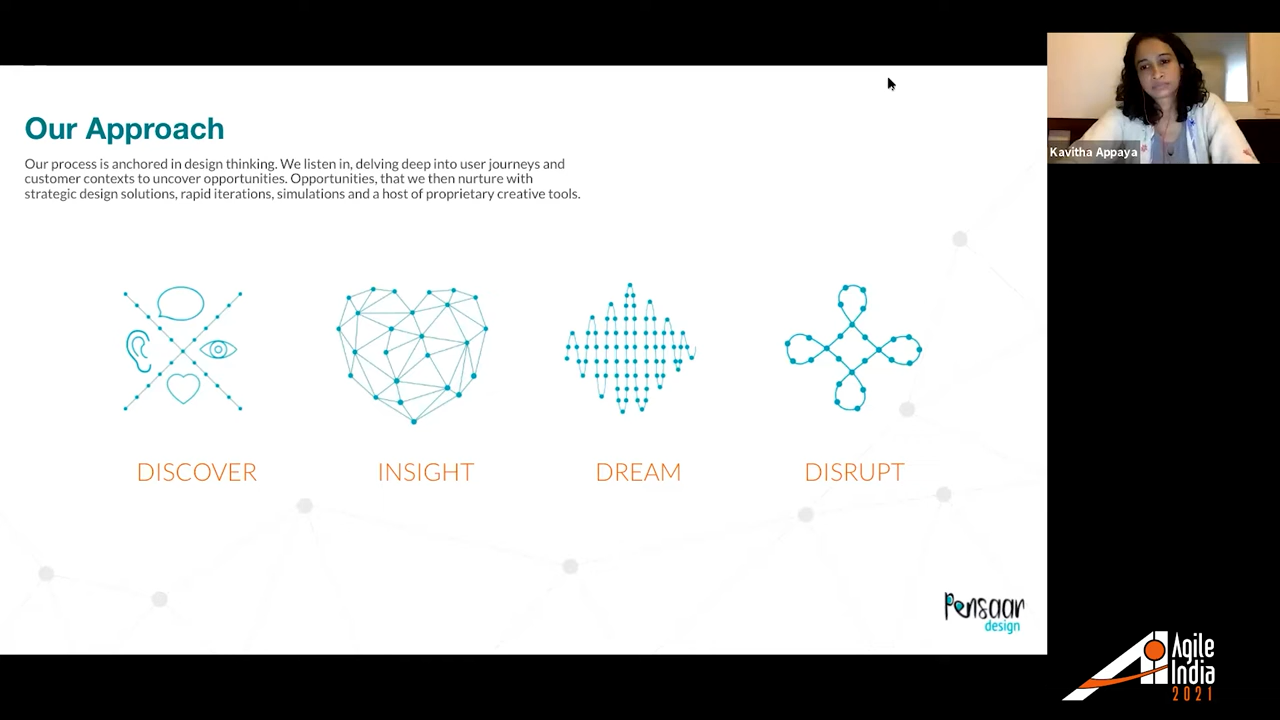 Our Approach
Our process is anchored in design thinking. We listen in, delving deep into user journeys and
customer contexts to uncover opportunities. Opportunities, that we then nurture with
strategic design solutions, rapid iterations, simulations and a host of proprietary creative tools.
Kavitha Appaya
DISCOVER
INSIGHT
DREAM
DISRUPT
Pensaar
design
Agile
India
2021